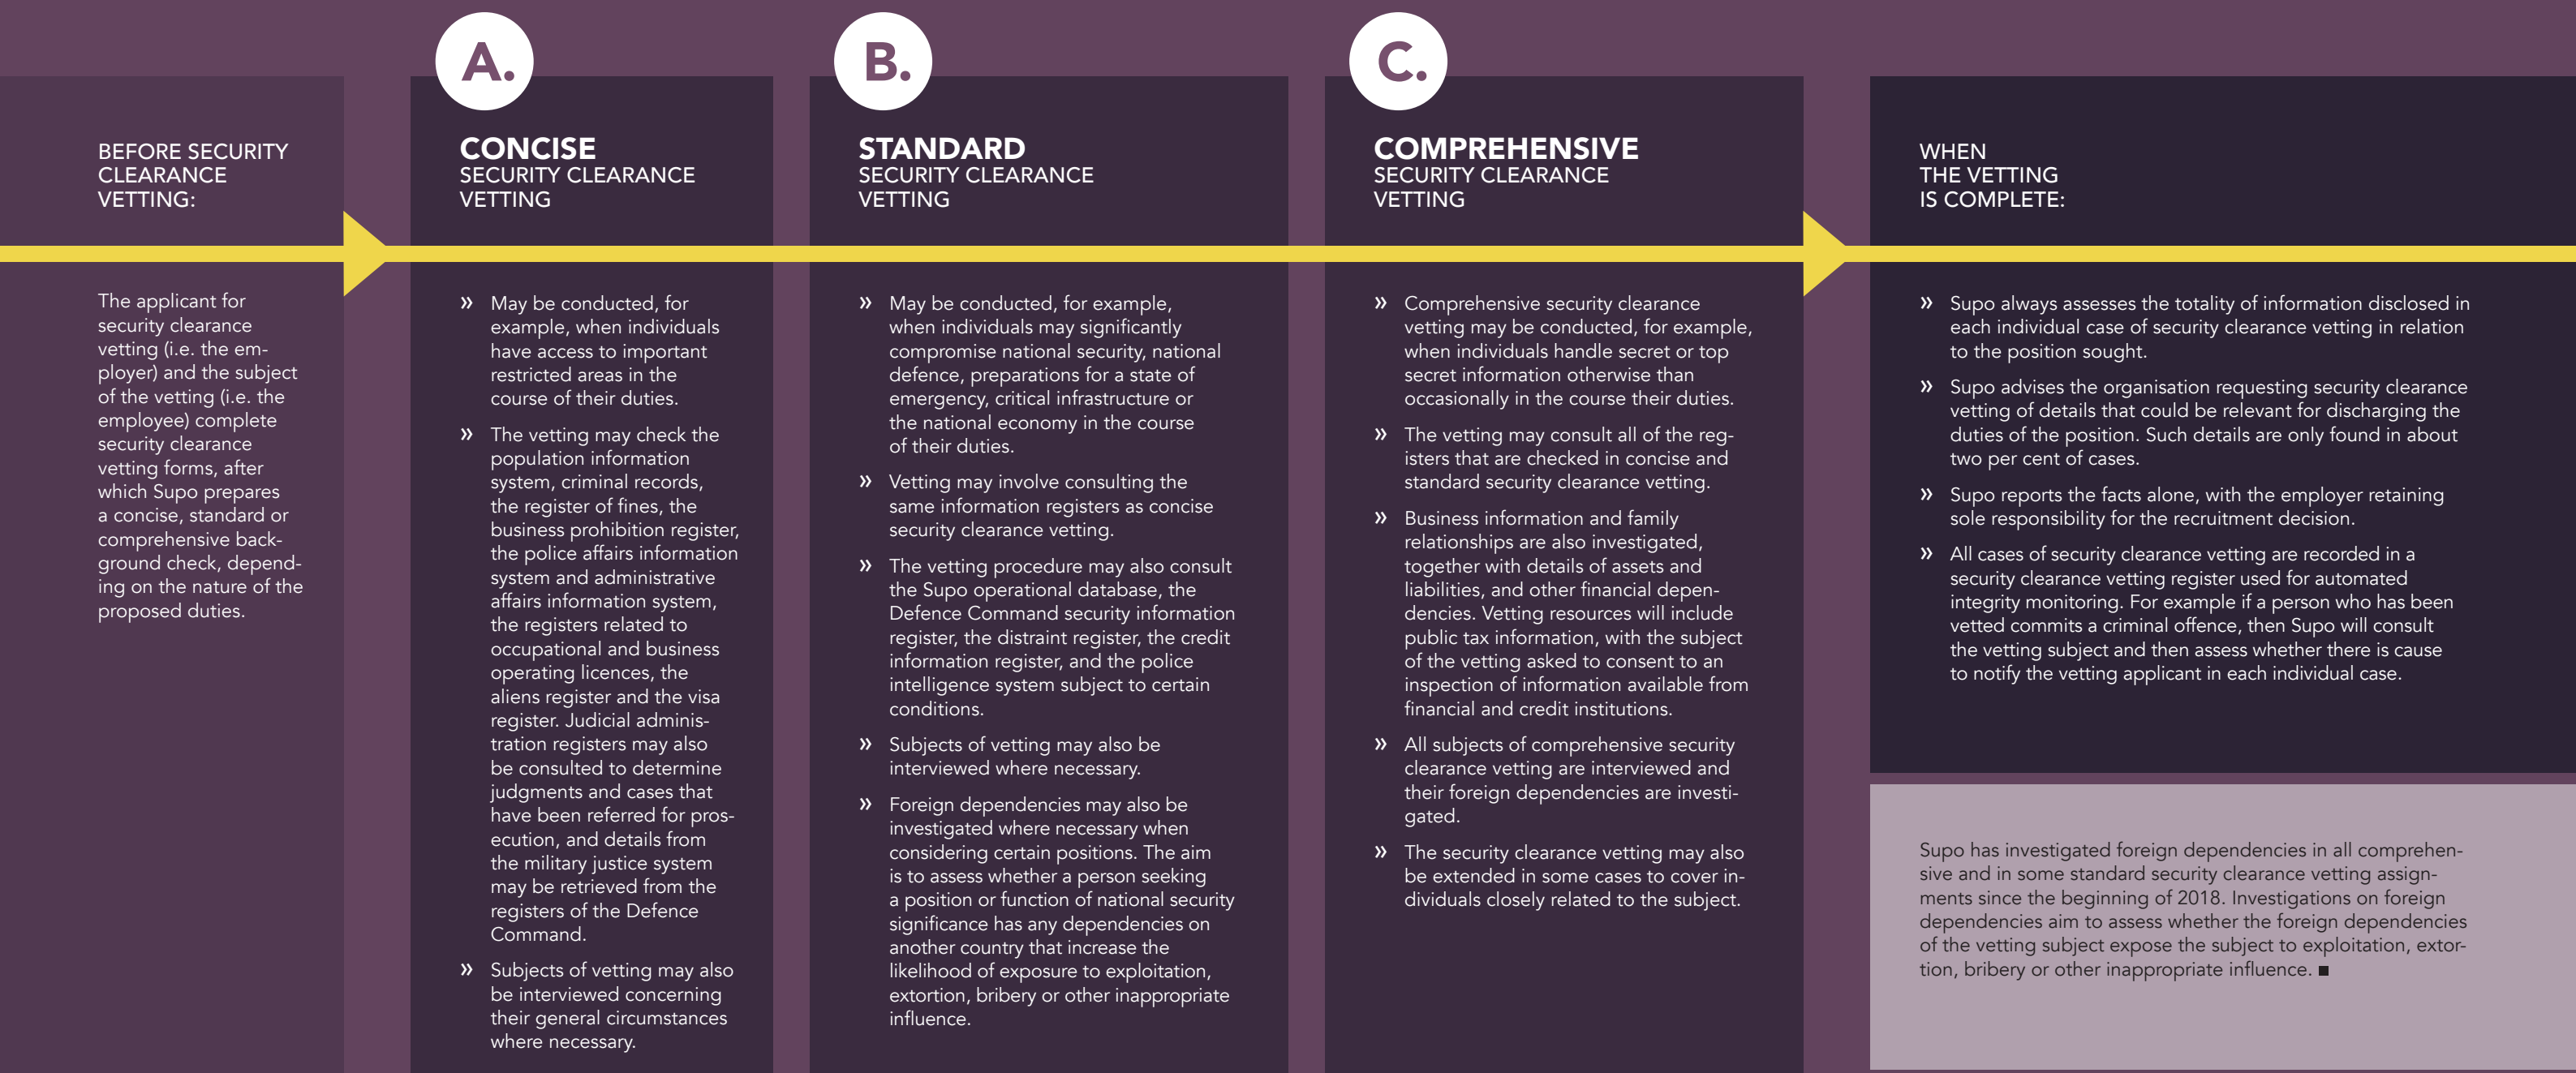 BEFORE SECURITY
CLEARANCE
VETTING:
The applicant for
security clearance
vetting (i.e. the em-
ployer) and the subject
of the vetting (i.e. the
employee) complete
security clearance
vetting forms, after
which Supo prepares
a concise, standard or
comprehensive back-
ground check, depend-
ing on the nature of the
proposed duties.
A.
CONCISE
SECURITY CLEARANCE
VETTING
» May be conducted, for
example, when individuals
have access to important
restricted areas in the
course of their duties.
» The vetting may check the
population information
system, criminal records,
the register of fines, the
business prohibition register,
the police affairs information
system and administrative
affairs information system,
the registers related to
occupational and business
operating licences, the
aliens register and the visa
register. Judicial adminis-
tration registers may also
be consulted to determine
judgments and cases that
have been referred for pros-
ecution, and details from
the military justice system
may be retrieved from the
registers of the Defence
Command.
» Subjects of vetting may also
be interviewed concerning
their general circumstances
where necessary.
B.
STANDARD
SECURITY CLEARANCE
VETTING
» May be conducted, for example,
when individuals may significantly
compromise national security, national
defence, preparations for a state of
emergency, critical infrastructure or
the national economy in the course
of their duties.
» Vetting may involve consulting the
same information registers as concise
security clearance vetting.
» The vetting procedure may also consult
the Supo operational database, the
Defence Command security information
register, the distraint register, the credit
information register, and the police
intelligence system subject to certain
conditions.
» Subjects of vetting may also be
interviewed where necessary.
» Foreign dependencies may also be
investigated where necessary when
considering certain positions. The aim
is to assess whether a person seeking
a position or function of national security
significance has any dependencies on
another country that increase the
likelihood of exposure to exploitation,
extortion, bribery or other inappropriate
influence.
C.
COMPREHENSIVE
SECURITY CLEARANCE
VETTING
» Comprehensive security clearance
vetting may be conducted, for example,
when individuals handle secret or top
secret information otherwise than
occasionally in the course their duties.
» The vetting may consult all of the reg-
isters that are checked in concise and
standard security clearance vetting.
» Business information and family
relationships are also investigated,
together with details of assets and
liabilities, and other financial depen-
dencies. Vetting resources will include
public tax information, with the subject
of the vetting asked to consent to an
inspection of information available from
financial and credit institutions.
» All subjects of comprehensive security
clearance vetting are interviewed and
their foreign dependencies are investi-
gated.
» The security clearance vetting may also
be extended in some cases to cover in-
dividuals closely related to the subject.
WHEN
THE VETTING
IS COMPLETE:
» Supo always assesses the totality of information disclosed in
each individual case of security clearance vetting in relation
to the position sought.
» Supo advises the organisation requesting security clearance
vetting of details that could be relevant for discharging the
duties of the position. Such details are only found in about
two per cent of cases.
» Supo reports the facts alone, with the employer retaining
sole responsibility for the recruitment decision.
» All cases of security clearance vetting are recorded in a
security clearance vetting register used for automated
integrity monitoring. For example if a person who has been
vetted commits a criminal offence, then Supo will consult
the vetting subject and then assess whether there is cause
to notify the vetting applicant in each individual case.
Supo has investigated foreign dependencies in all comprehen-
sive and in some standard security clearance vetting assign-
ments since the beginning of 2018. Investigations on foreign
dependencies aim to assess whether the foreign dependencies
of the vetting subject expose the subject to exploitation, extor-
tion, bribery or other inappropriate influence. ■